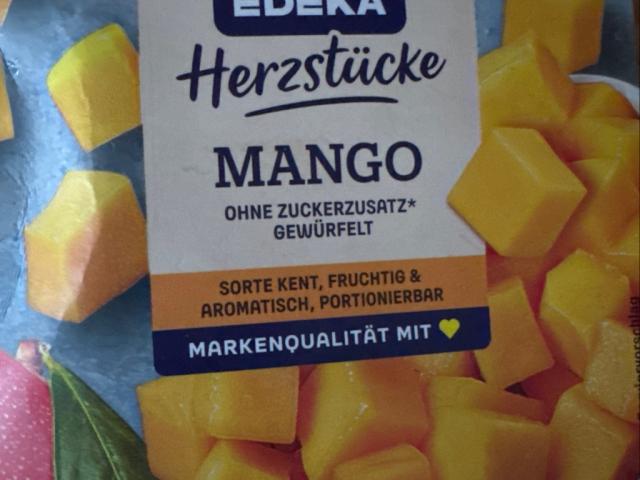 EDEKA
Herzstücke
MANGO
OHNE ZUCKERZUSATZ*
GEWÜRFELT
SORTE KENT, FRUCHTIG &
AROMATISCH, PORTIONIERBAR
MARKENQUALITÄT MIT